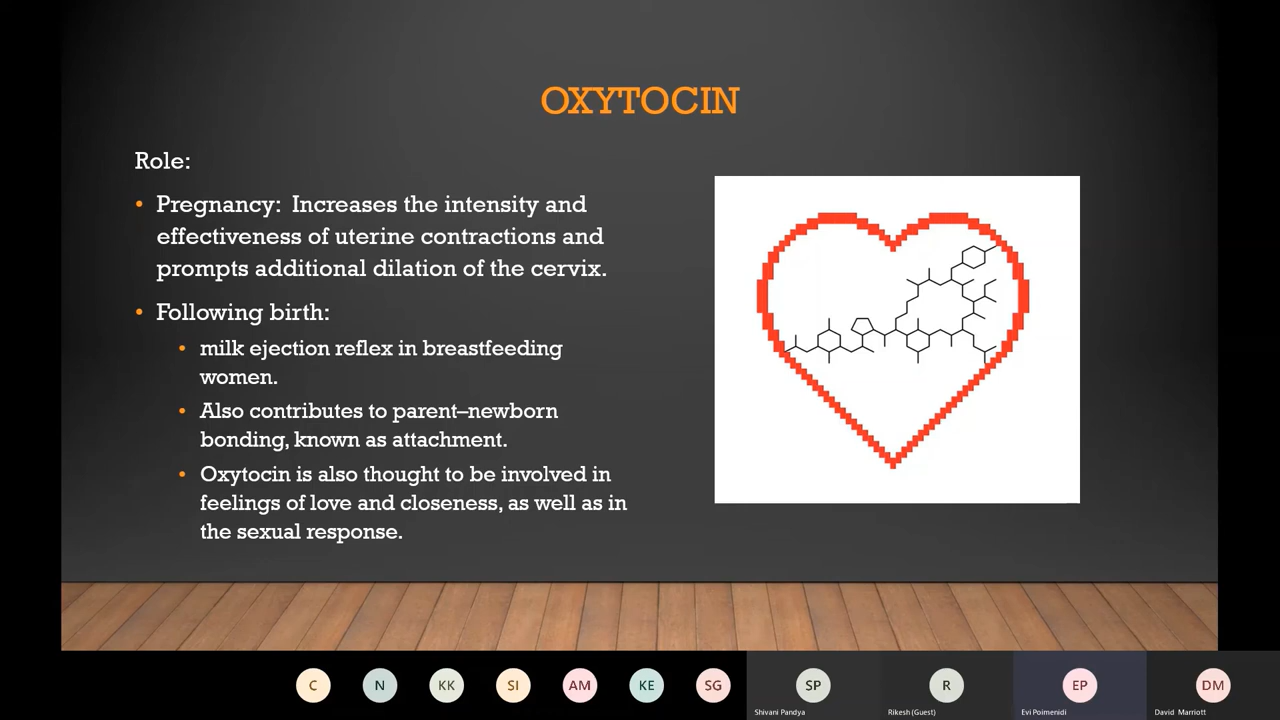 OXYTOCIN
Role:
• Pregnancy:  Increases the intensity and
effectiveness of uterine contractions and
prompts additional dilation of the cervix.
• Following birth:
• milk ejection reflex in breastfeeding
women.
• Also contributes to parent–newborn
bonding, known as attachment.
• Oxytocin is also thought to be involved in
feelings of love and closeness, as well as in
the sexual response.
C
N
KK
SI
AM
KE
SG
SP
R
EP
DM
Shivani Pandya
Rikesh (Guest)
Evi Poimenidi
David Marriott